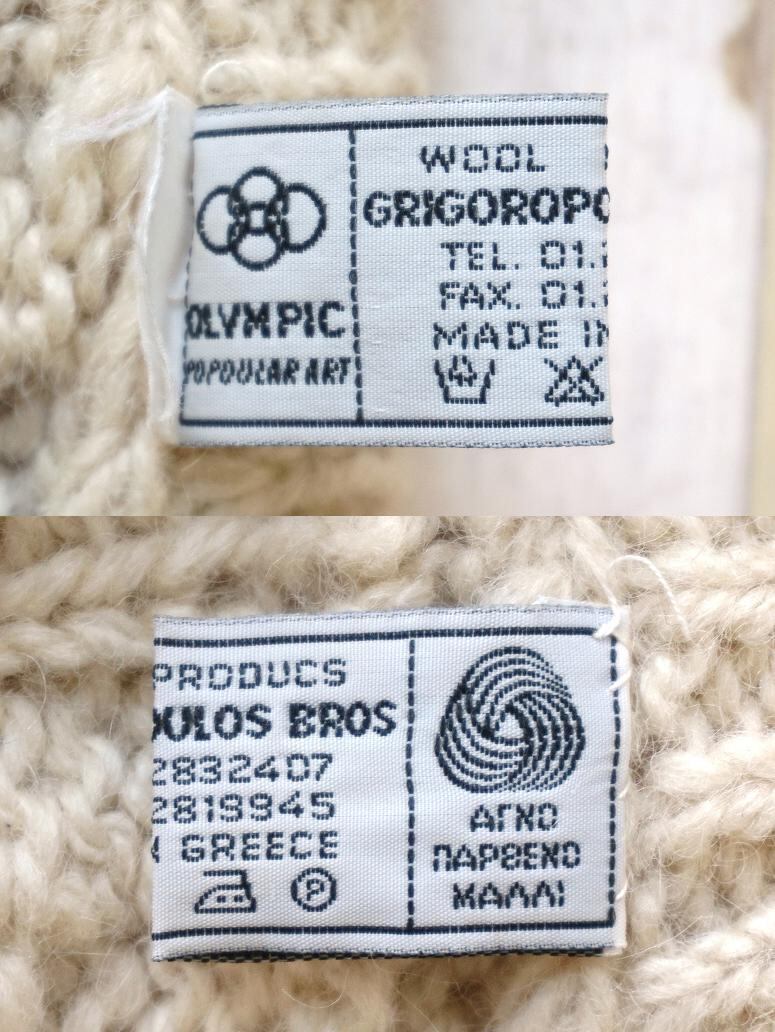 OLYMPIC
POPOULAR ART
WOOL
GRIGOROPO
TEL. 01.
FAX. 01.
MADE IN
PRODUCS
OULOS BROS
2832407
2819945
N GREECE
P
ΑΓΝΟ
ΠΑΡΘΕΝΟ
ΜΑΛΛΙ